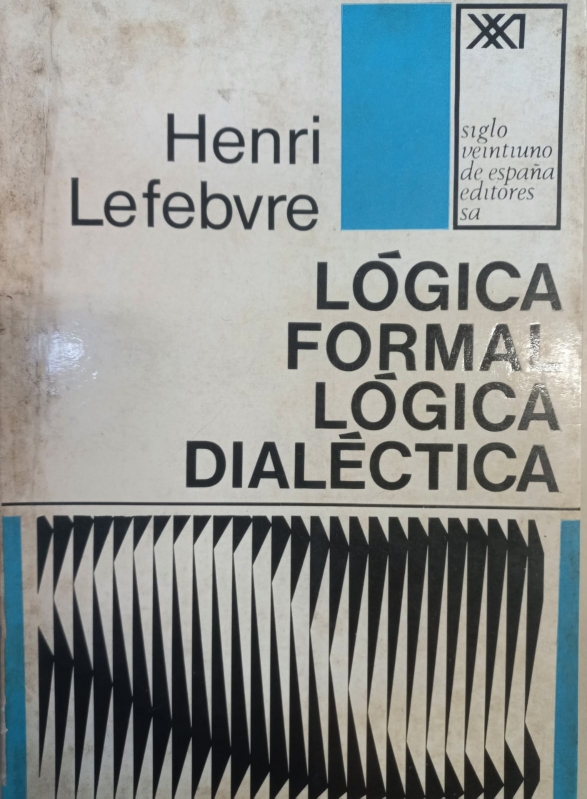 Henri
Lefebvre
XXI
siglo
veintiuno
de españa
editores
sa
LÓGICA
FORMAL
LÓGICA
DIALÉCTICA